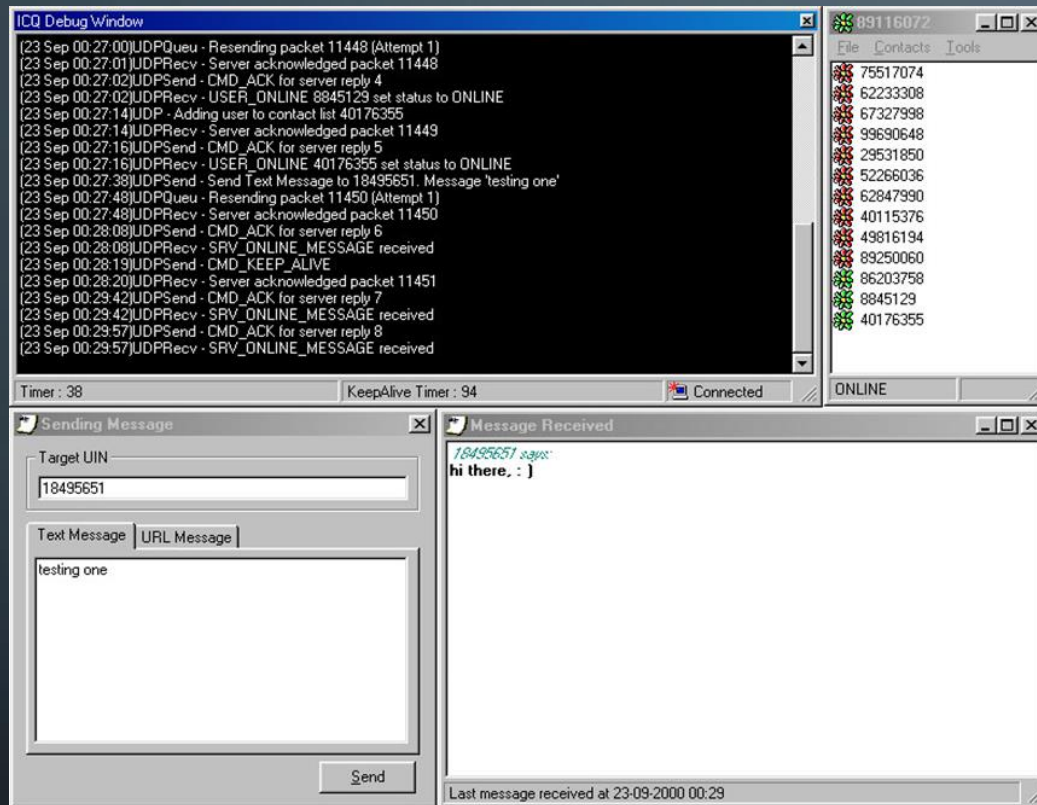 ICQ Debug Window
(23 Sep 00:27:00)UDPQueu - Resending packet 11448 (Attempt 1)
(23 Sep 00:27:01)UDPRecv - Server acknowledged packet 11448
(23 Sep 00:27:02)UDPSend - CMD_ACK for server reply 4
(23 Sep 00:27:02)UDPRecv - USER_ONLINE 8845129 set status to ONLINE
(23 Sep 00:27:14)UDP - Adding user to contact list 40176355
(23 Sep 00:27:14)UDPRecv - Server acknowledged packet 11449
(23 Sep 00:27:16)UDPSend - CMD_ACK for server reply 5
(23 Sep 00:27:16)UDPRecv - USER_ONLINE 40176355 set status to ONLINE
(23 Sep 00:27:38)UDPSend - Send Text Message to 18495651. Message 'testing one'
(23 Sep 00:27:48)UDPQueu - Resending packet 11450 (Attempt 1)
(23 Sep 00:27:48)UDPRecv - Server acknowledged packet 11450
(23 Sep 00:28:08)UDPSend - CMD_ACK for server reply 6
(23 Sep 00:28:08)UDPRecv - SRV_ONLINE_MESSAGE received
(23 Sep 00:28:19)UDPSend - CMD_KEEP_ALIVE
(23 Sep 00:28:20)UDPRecv - Server acknowledged packet 11451
(23 Sep 00:29:42)UDPSend - CMD_ACK for server reply 7
(23 Sep 00:29:42)UDPRecv - SRV_ONLINE_MESSAGE received
(23 Sep 00:29:57)UDPSend - CMD_ACK for server reply 8
(23 Sep 00:29:57)UDPRecv - SRV_ONLINE_MESSAGE received
Timer : 38 KeepAlive Timer : 94 Connected
89116072
File Contacts Tools
75517074
62233308
67327998
99690648
29531850
52266036
62847990
40115376
49816194
89250060
86203758
8845129
40176355
ONLINE
Sending Message
Target UIN
18495651
Text Message URL Message
testing one
Send
Message Received
18495651 says:
hi there, : )
Last message received at 23-09-2000 00:29